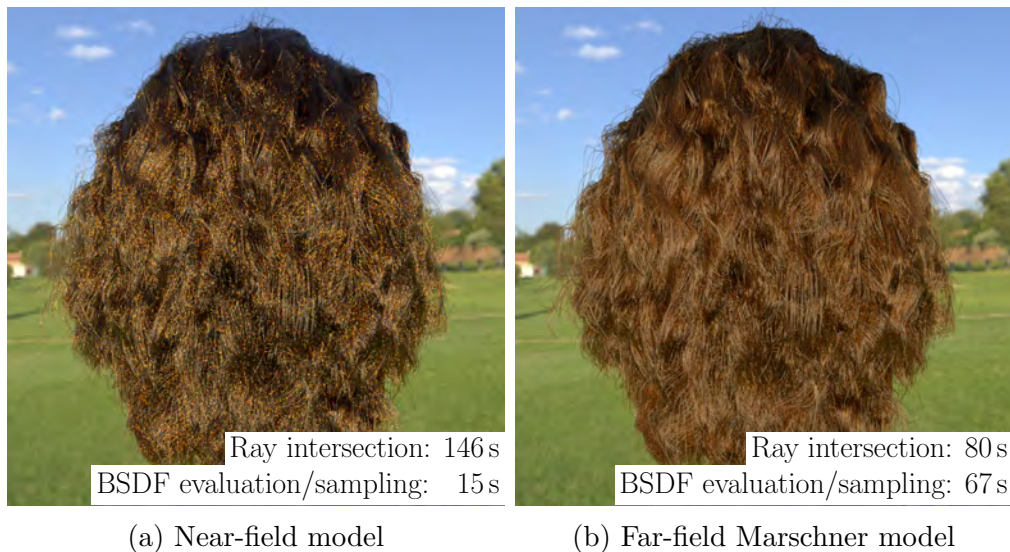 Ray intersection: 146 s
BSDF evaluation/sampling: 15 s
Ray intersection: 80 s
BSDF evaluation/sampling: 67 s
(a) Near-field model
(b) Far-field Marschner model